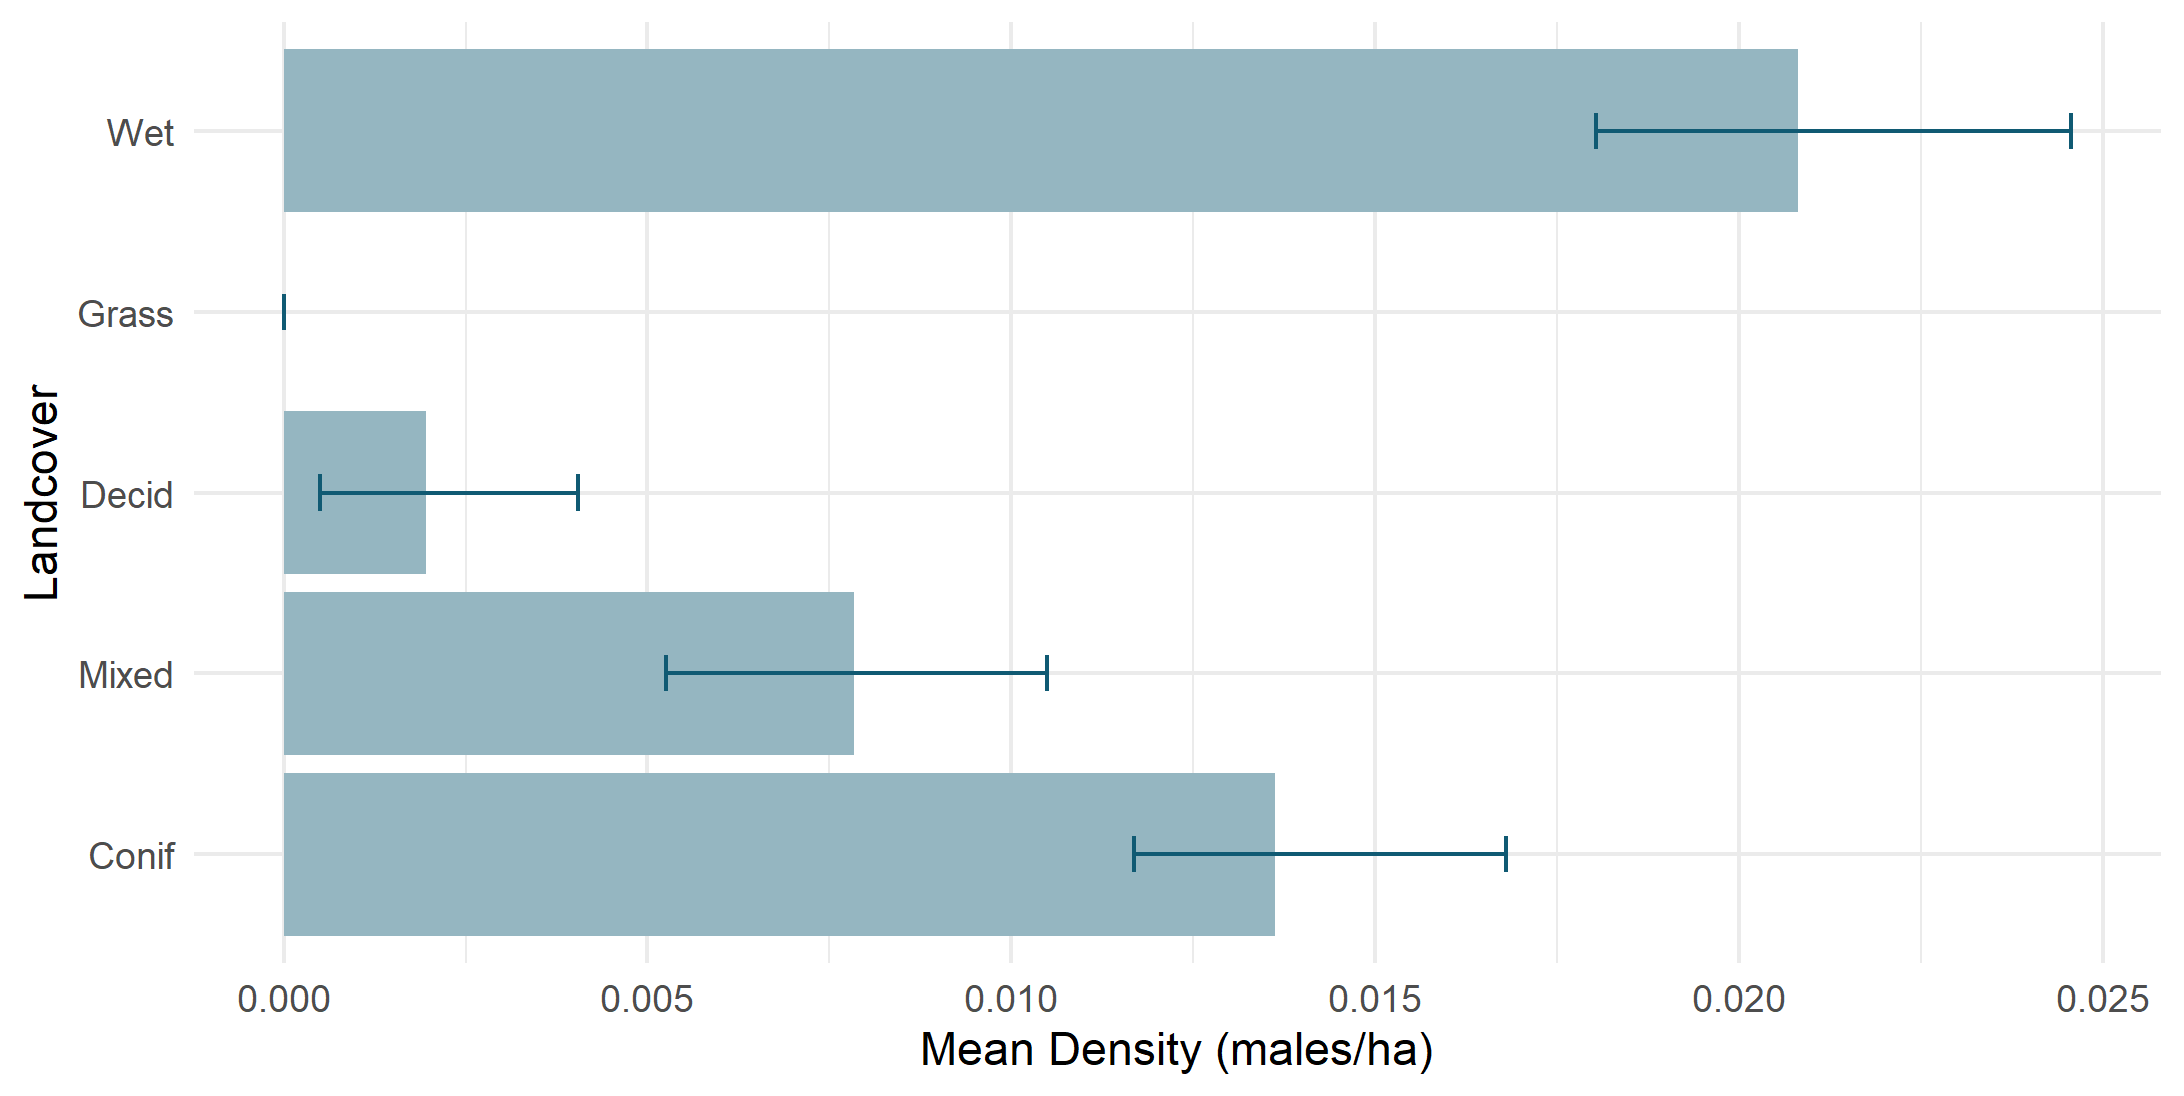 Landcover
Wet
Grass
Decid
Mixed
Conif
0.000 0.005 0.010 0.015 0.020 0.025
Mean Density (males/ha)